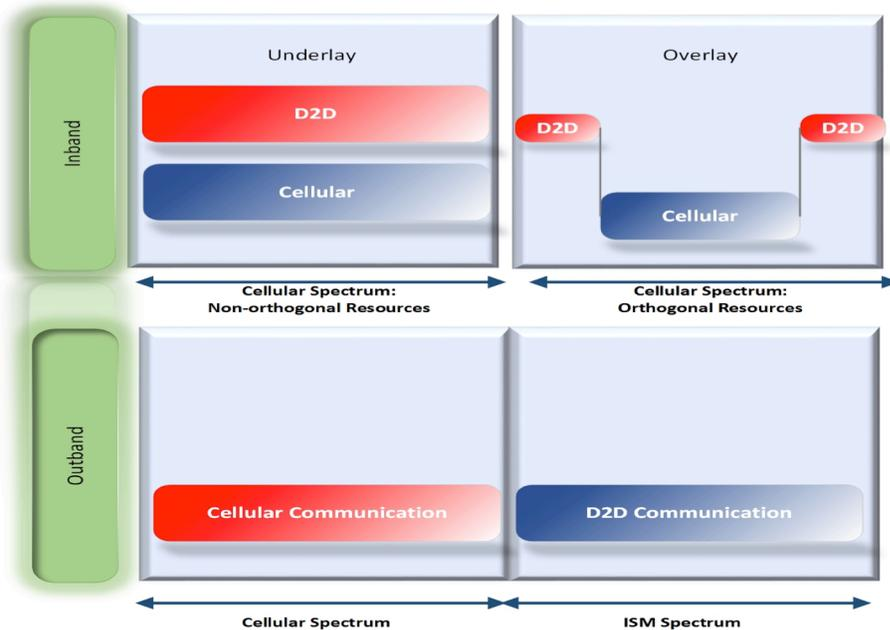 Inband
Underlay
D2D
Cellular
Cellular Spectrum:
Non-orthogonal Resources
Overlay
D2D
D2D
Cellular
Cellular Spectrum:
Orthogonal Resources
Outband
Cellular Communication
D2D Communication
Cellular Spectrum
ISM Spectrum